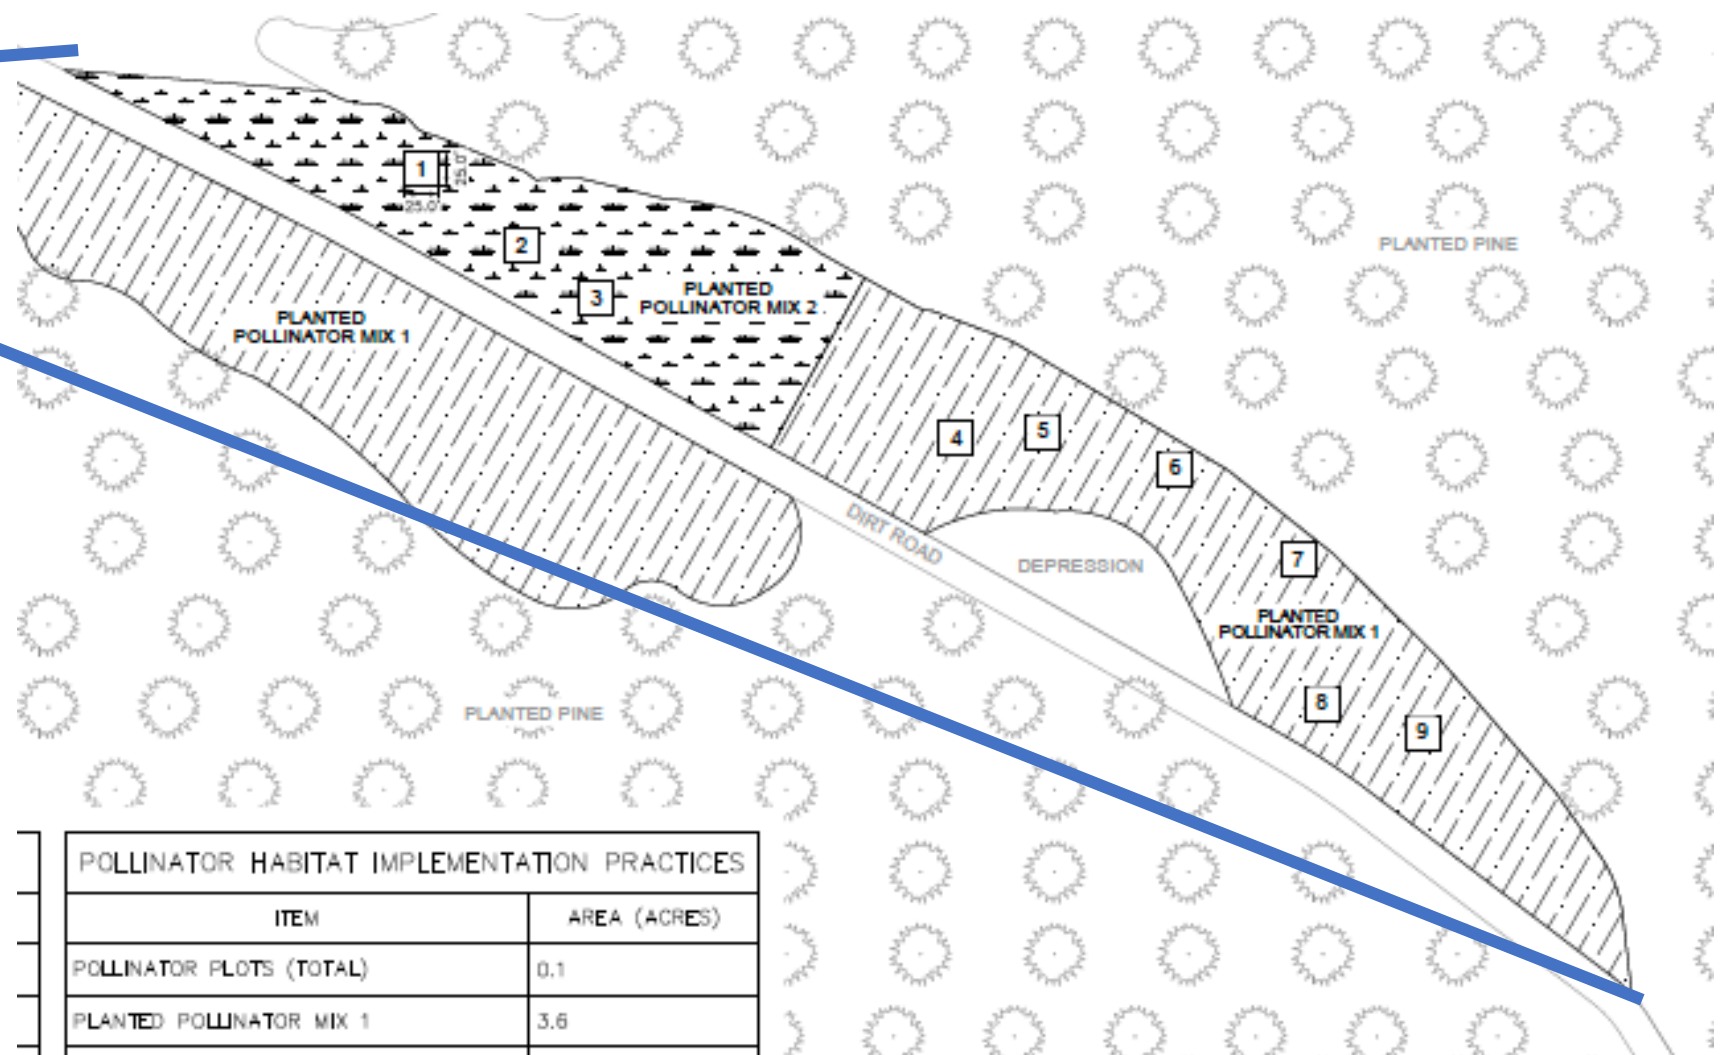 1
25.0'
25.0'
2
3
PLANTED
POLLINATOR MIX 2
PLANTED
POLLINATOR MIX 1
PLANTED PINE
4
5
6
DIRT ROAD
DEPRESSION
7
PLANTED
POLLINATOR MIX 1
8
9
PLANTED PINE
POLLINATOR HABITAT IMPLEMENTATION PRACTICES
ITEM AREA (ACRES)
POLLINATOR PLOTS (TOTAL) 0.1
PLANTED POLLINATOR MIX 1 3.6